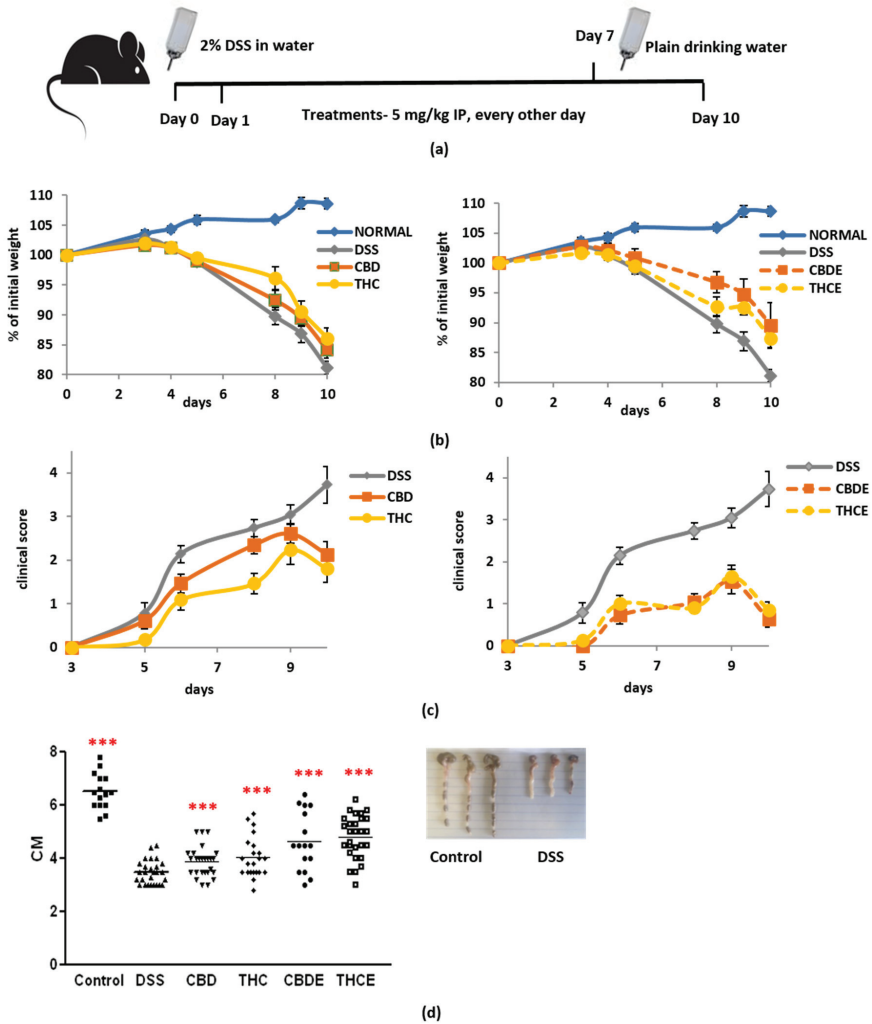 2% DSS in water
Day 7
Plain drinking water
Day 0
Day 1
Treatments- 5 mg/kg IP, every other day
Day 10
(a)
110
105
100
95
90
85
80
% of initial weight
0 2 4 6 8 10
days
NORMAL
DSS
CBD
THC
110
105
100
95
90
85
80
% of initial weight
0 2 4 6 8 10
days
NORMAL
DSS
CBDE
THCE
(b)
4
3
2
1
0
clinical score
3 5 7 9
days
DSS
CBD
THC
4
3
2
1
0
clinical score
3 5 7 9
days
DSS
CBDE
THCE
(c)
8
6
4
2
0
CM
***
***
***
***
***
Control DSS CBD THC CBDE THCE
Control DSS
(d)